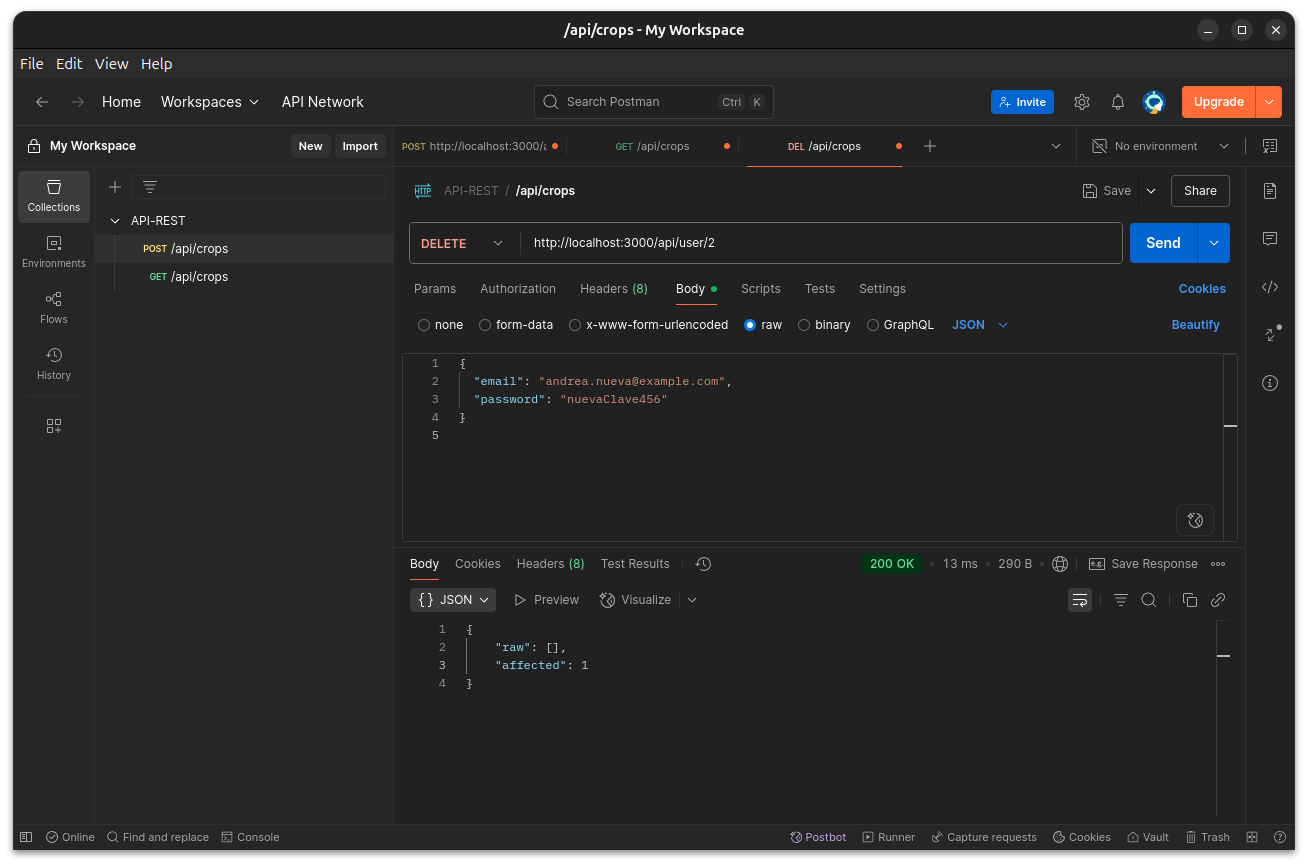 /api/crops - My Workspace
File Edit View Help
Home Workspaces API Network Search Postman Ctrl K Invite Upgrade
My Workspace New Import POST http://localhost:3000/a GET /api/crops DEL /api/crops No environment
Collections
Environments
Flows
History
API-REST
POST /api/crops
GET /api/crops
HTTP API-REST / /api/crops Save Share
DELETE http://localhost:3000/api/user/2 Send
Params Authorization Headers (8) Body Scripts Tests Settings Cookies
none form-data x-www-form-urlencoded raw binary GraphQL JSON Beautify
1 {
2 "email": "andrea.nueva@example.com",
3 "password": "nuevaClave456"
4 }
5
Body Cookies Headers (8) Test Results 200 OK • 13 ms • 290 B • e.g. Save Response
{} JSON Preview Visualize
1 {
2 "raw": [],
3 "affected": 1
4 }
Online Find and replace Console Postbot Runner Capture requests Cookies Vault Trash